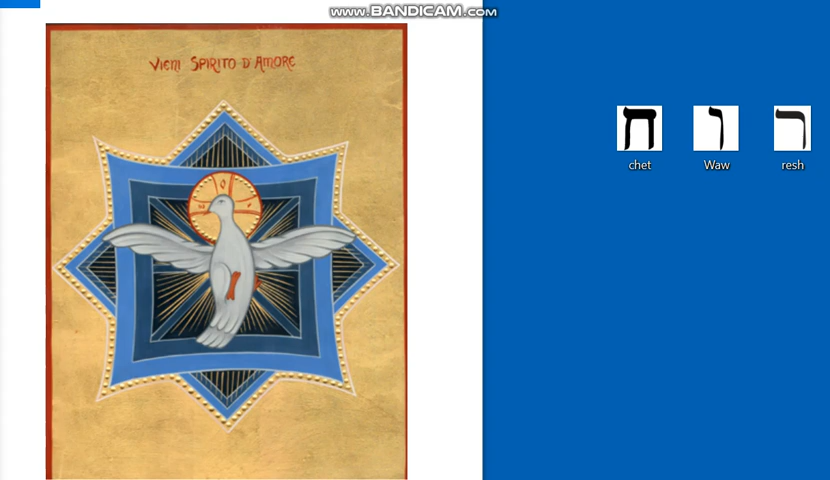 www.BANDICAM.com
VIENI SPIRITO D'AMORE
ח ו ר
chet Waw resh